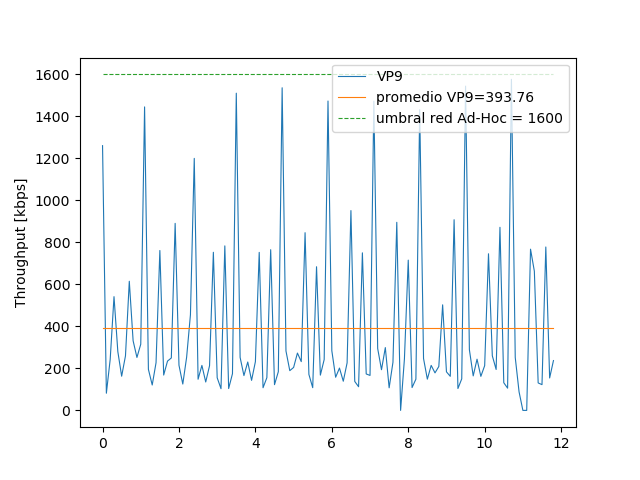 VP9
promedio VP9=393.76
umbral red Ad-Hoc = 1600
Throughput [kbps]
1600
1400
1200
1000
800
600
400
200
0
0 2 4 6 8 10 12